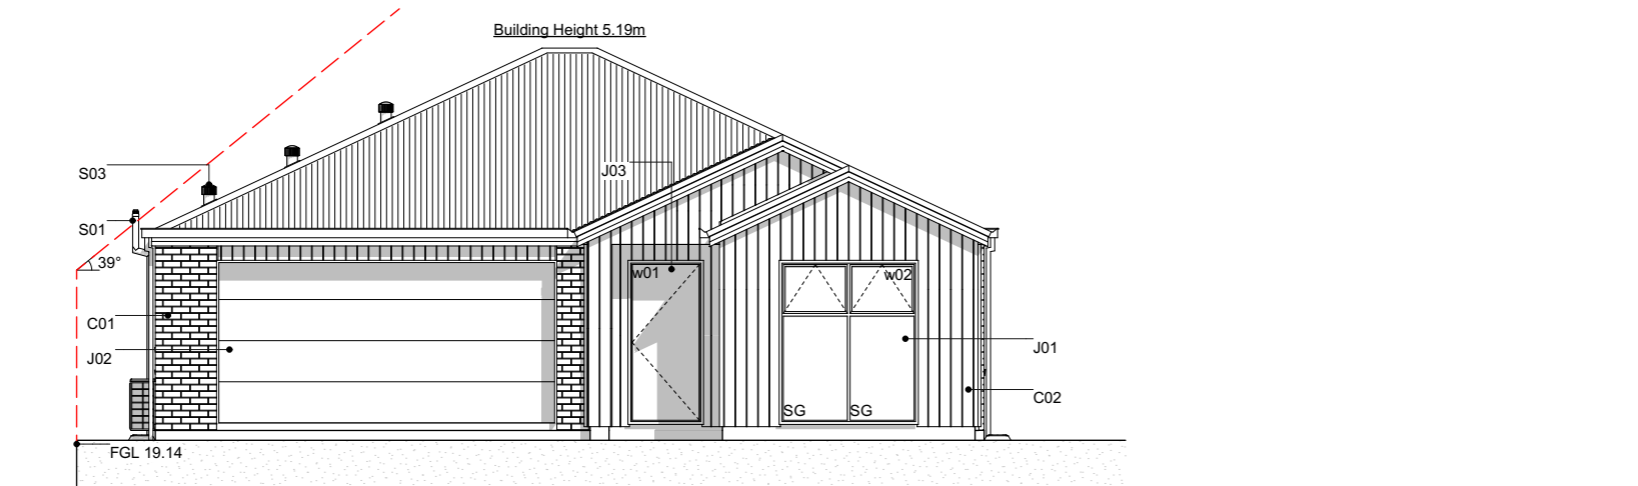 Building Height 5.19m
S03
J03
S01
39°
w01
w02
C01
J02
J01
C02
SG
SG
FGL 19.14